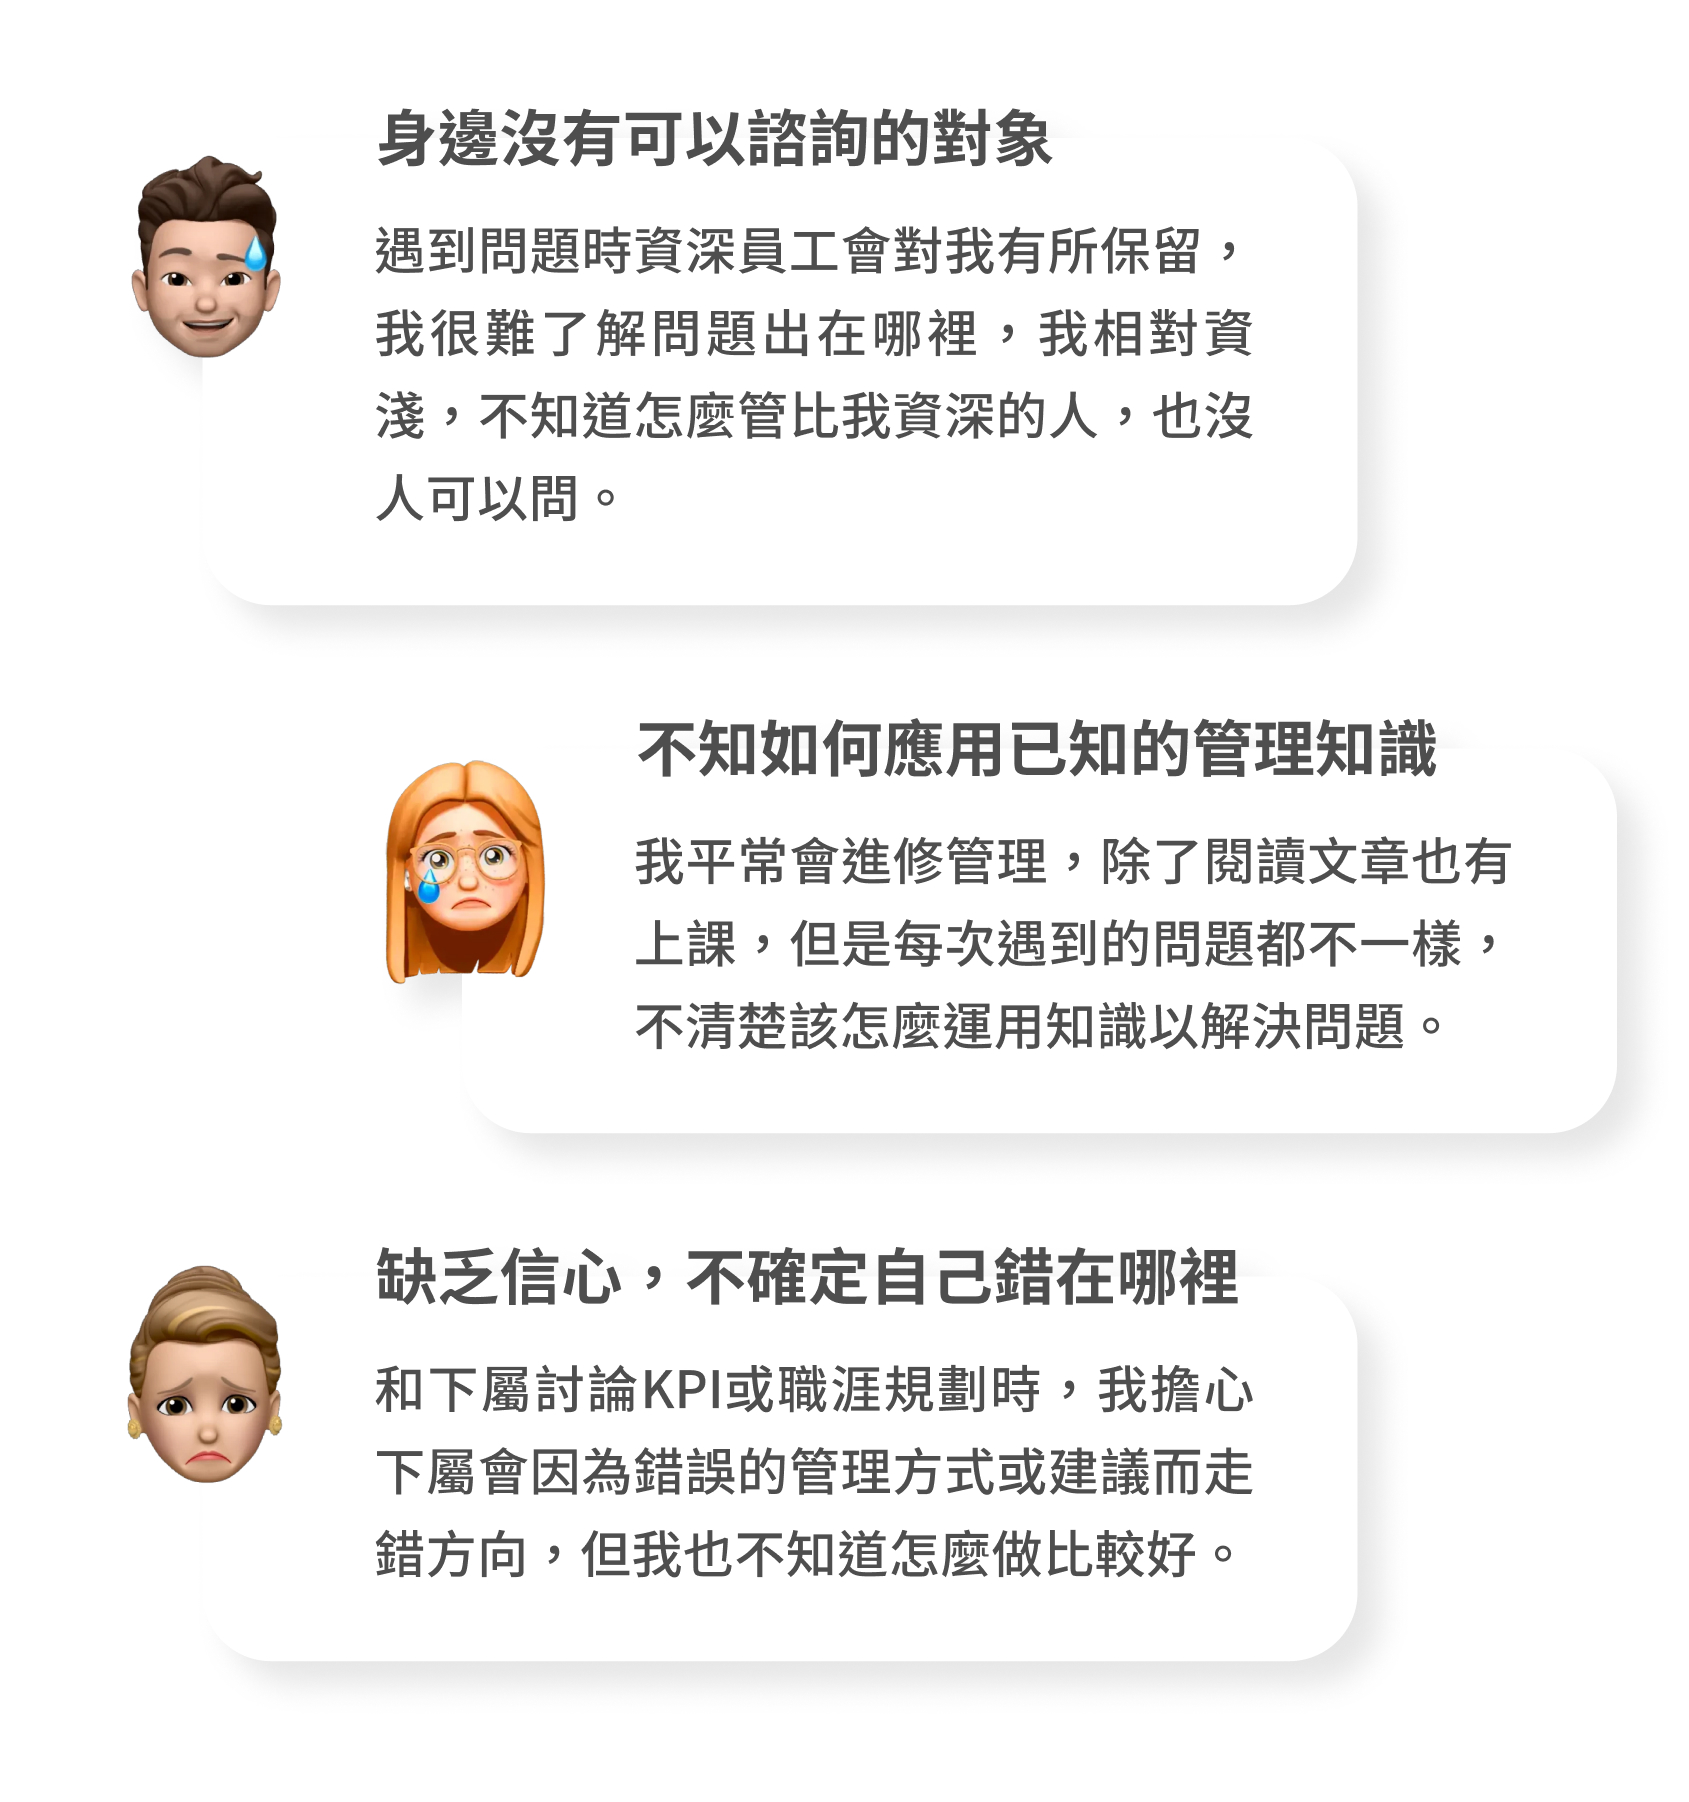 身邊沒有可以諮詢的對象
遇到問題時資深員工會對我有所保留，
我很難了解問題出在哪裡，我相對資
淺，不知道怎麼管比我資深的人，也沒
人可以問。
不知如何應用已知的管理知識
我平常會進修管理，除了閱讀文章也有
上課，但是每次遇到的問題都不一樣，
不清楚該怎麼運用知識以解決問題。
缺乏信心，不確定自己錯在哪裡
和下屬討論KPI或職涯規劃時，我擔心
下屬會因為錯誤的管理方式或建議而走
錯方向，但我也不知道怎麼做比較好。